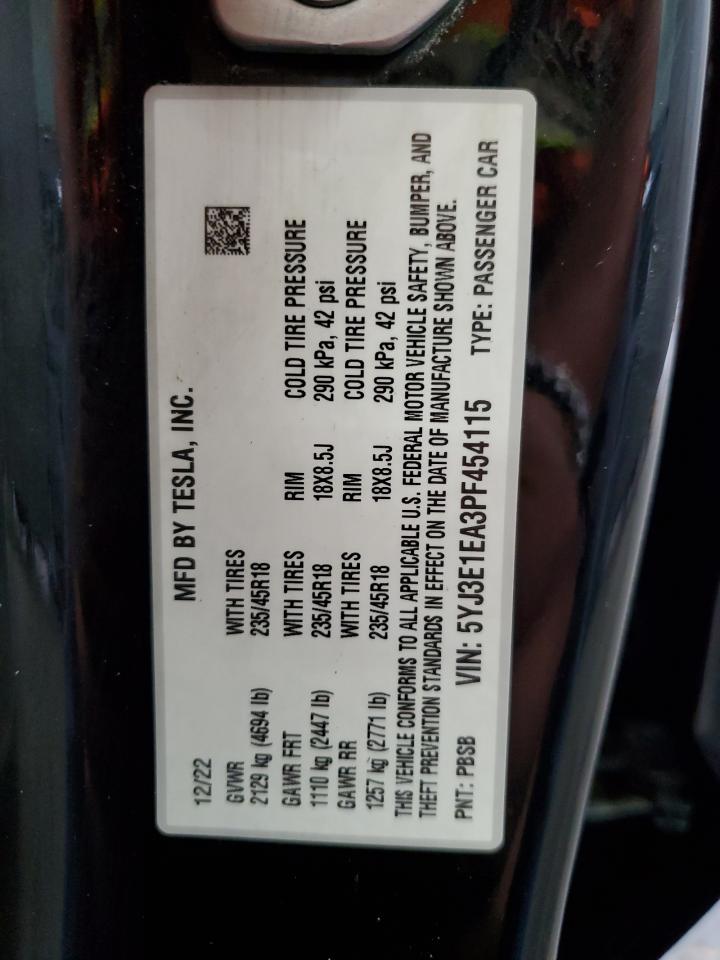 MFD BY TESLA, INC.
12/22
GVWR WITH TIRES
2129 kg (4694 lb) 235/45R18
GAWR FRT WITH TIRES RIM COLD TIRE PRESSURE
1110 kg (2447 lb) 235/45R18 18X8.5J 290 kPa, 42 psi
GAWR RR WITH TIRES RIM COLD TIRE PRESSURE
1257 kg (2771 lb) 235/45R18 18X8.5J 290 kPa, 42 psi
THIS VEHICLE CONFORMS TO ALL APPLICABLE U.S. FEDERAL MOTOR VEHICLE SAFETY, BUMPER, AND
THEFT PREVENTION STANDARDS IN EFFECT ON THE DATE OF MANUFACTURE SHOWN ABOVE.
PNT: PBSB VIN: 5YJ3E1EA3PF454115 TYPE: PASSENGER CAR